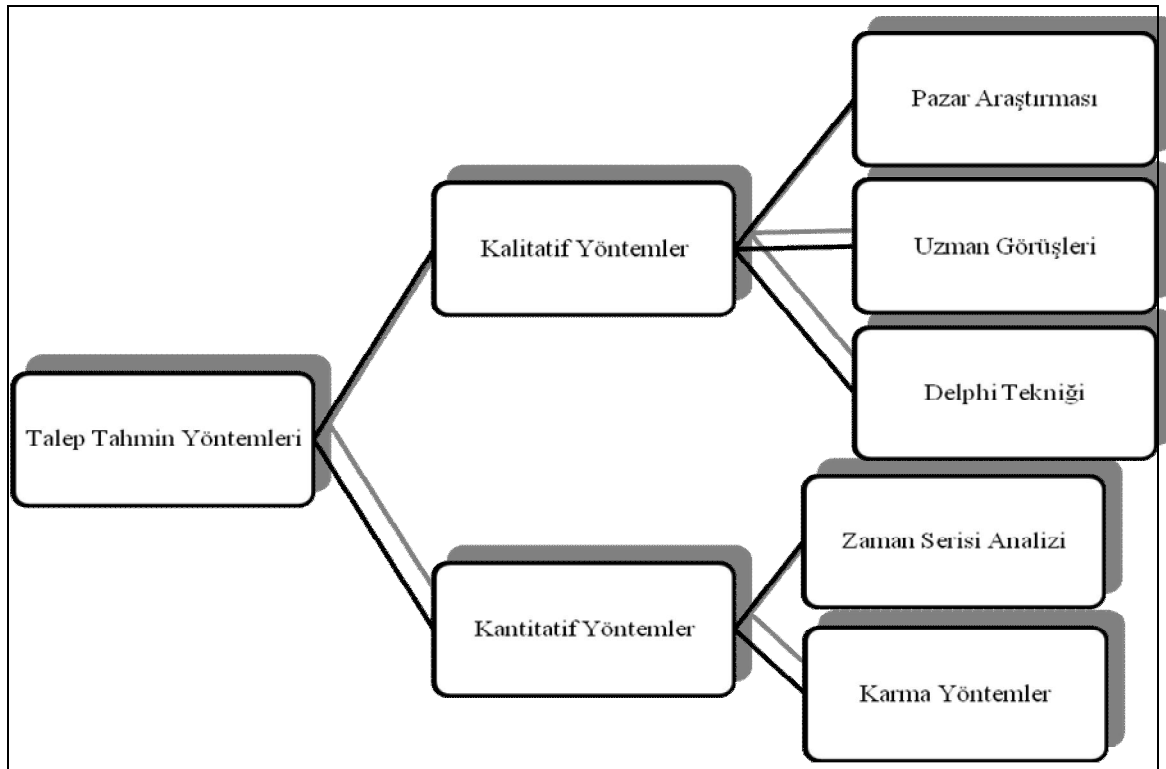 Talep Tahmin Yöntemleri
Kalitatif Yöntemler
Pazar Araştırması
Uzman Görüşleri
Delphi Tekniği
Kantitatif Yöntemler
Zaman Serisi Analizi
Karma Yöntemler